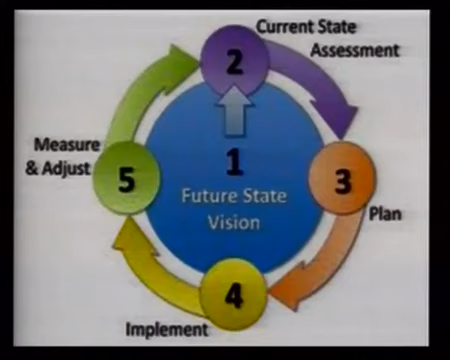 Current State
Assessment
2
1
Future State
Vision
3
Plan
4
Implement
5
Measure
& Adjust